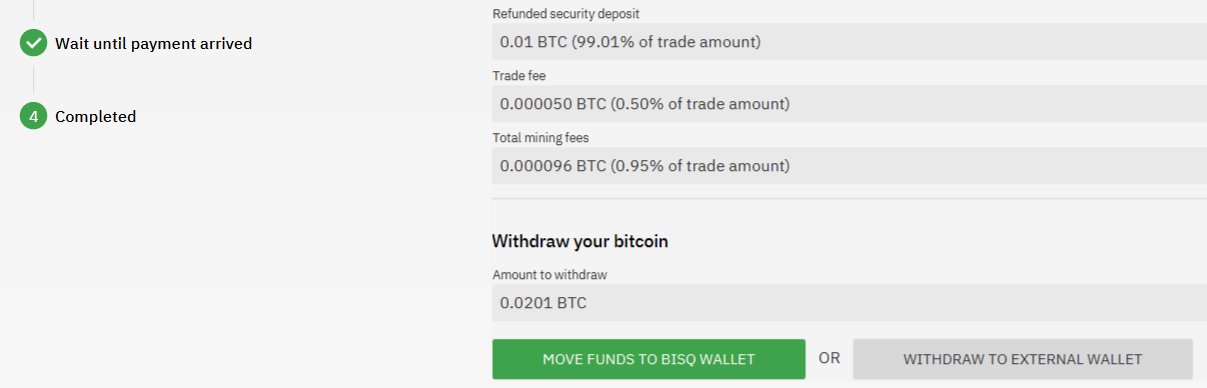 Wait until payment arrived
4 Completed
Refunded security deposit
0.01 BTC (99.01% of trade amount)
Trade fee
0.000050 BTC (0.50% of trade amount)
Total mining fees
0.000096 BTC (0.95% of trade amount)
Withdraw your bitcoin
Amount to withdraw
0.0201 BTC
MOVE FUNDS TO BISQ WALLET OR WITHDRAW TO EXTERNAL WALLET